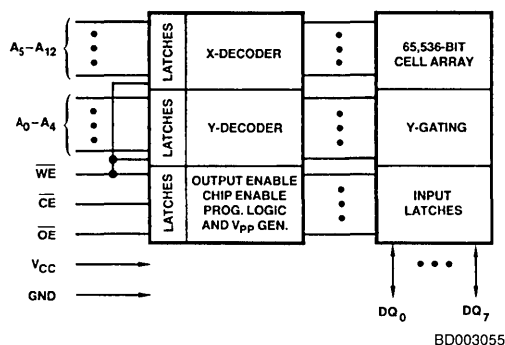 A5–A12
LATCHES
X-DECODER
65,536-BIT
CELL ARRAY
A0–A4
LATCHES
Y-DECODER
Y-GATING
WE
CE
OE
LATCHES
OUTPUT ENABLE
CHIP ENABLE
PROG. LOGIC
AND VPP GEN.
INPUT
LATCHES
VCC
GND
DQ0
DQ7
BD003055